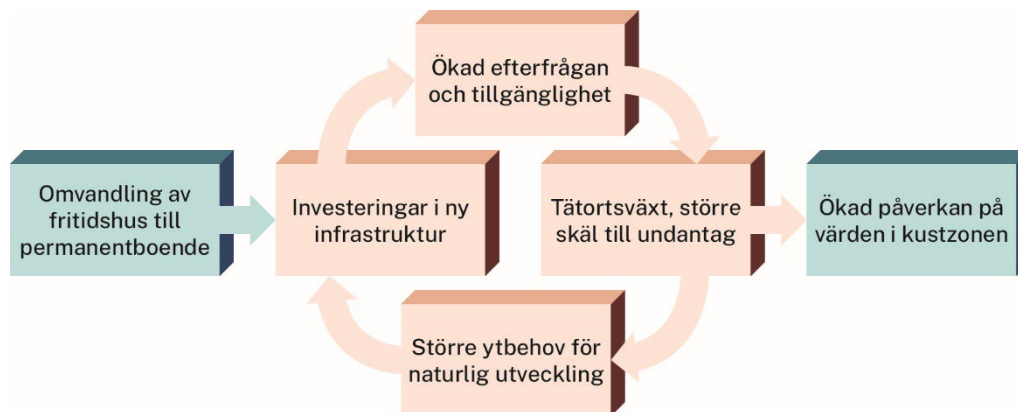 Ökad efterfrågan
och tillgänglighet
Omvandling av
fritidshus till
permanentboende
Investeringar i ny
infrastruktur
Tätortsväxt, större
skäl till undantag
Ökad påverkan på
värden i kustzonen
Större ytbehov för
naturlig utveckling